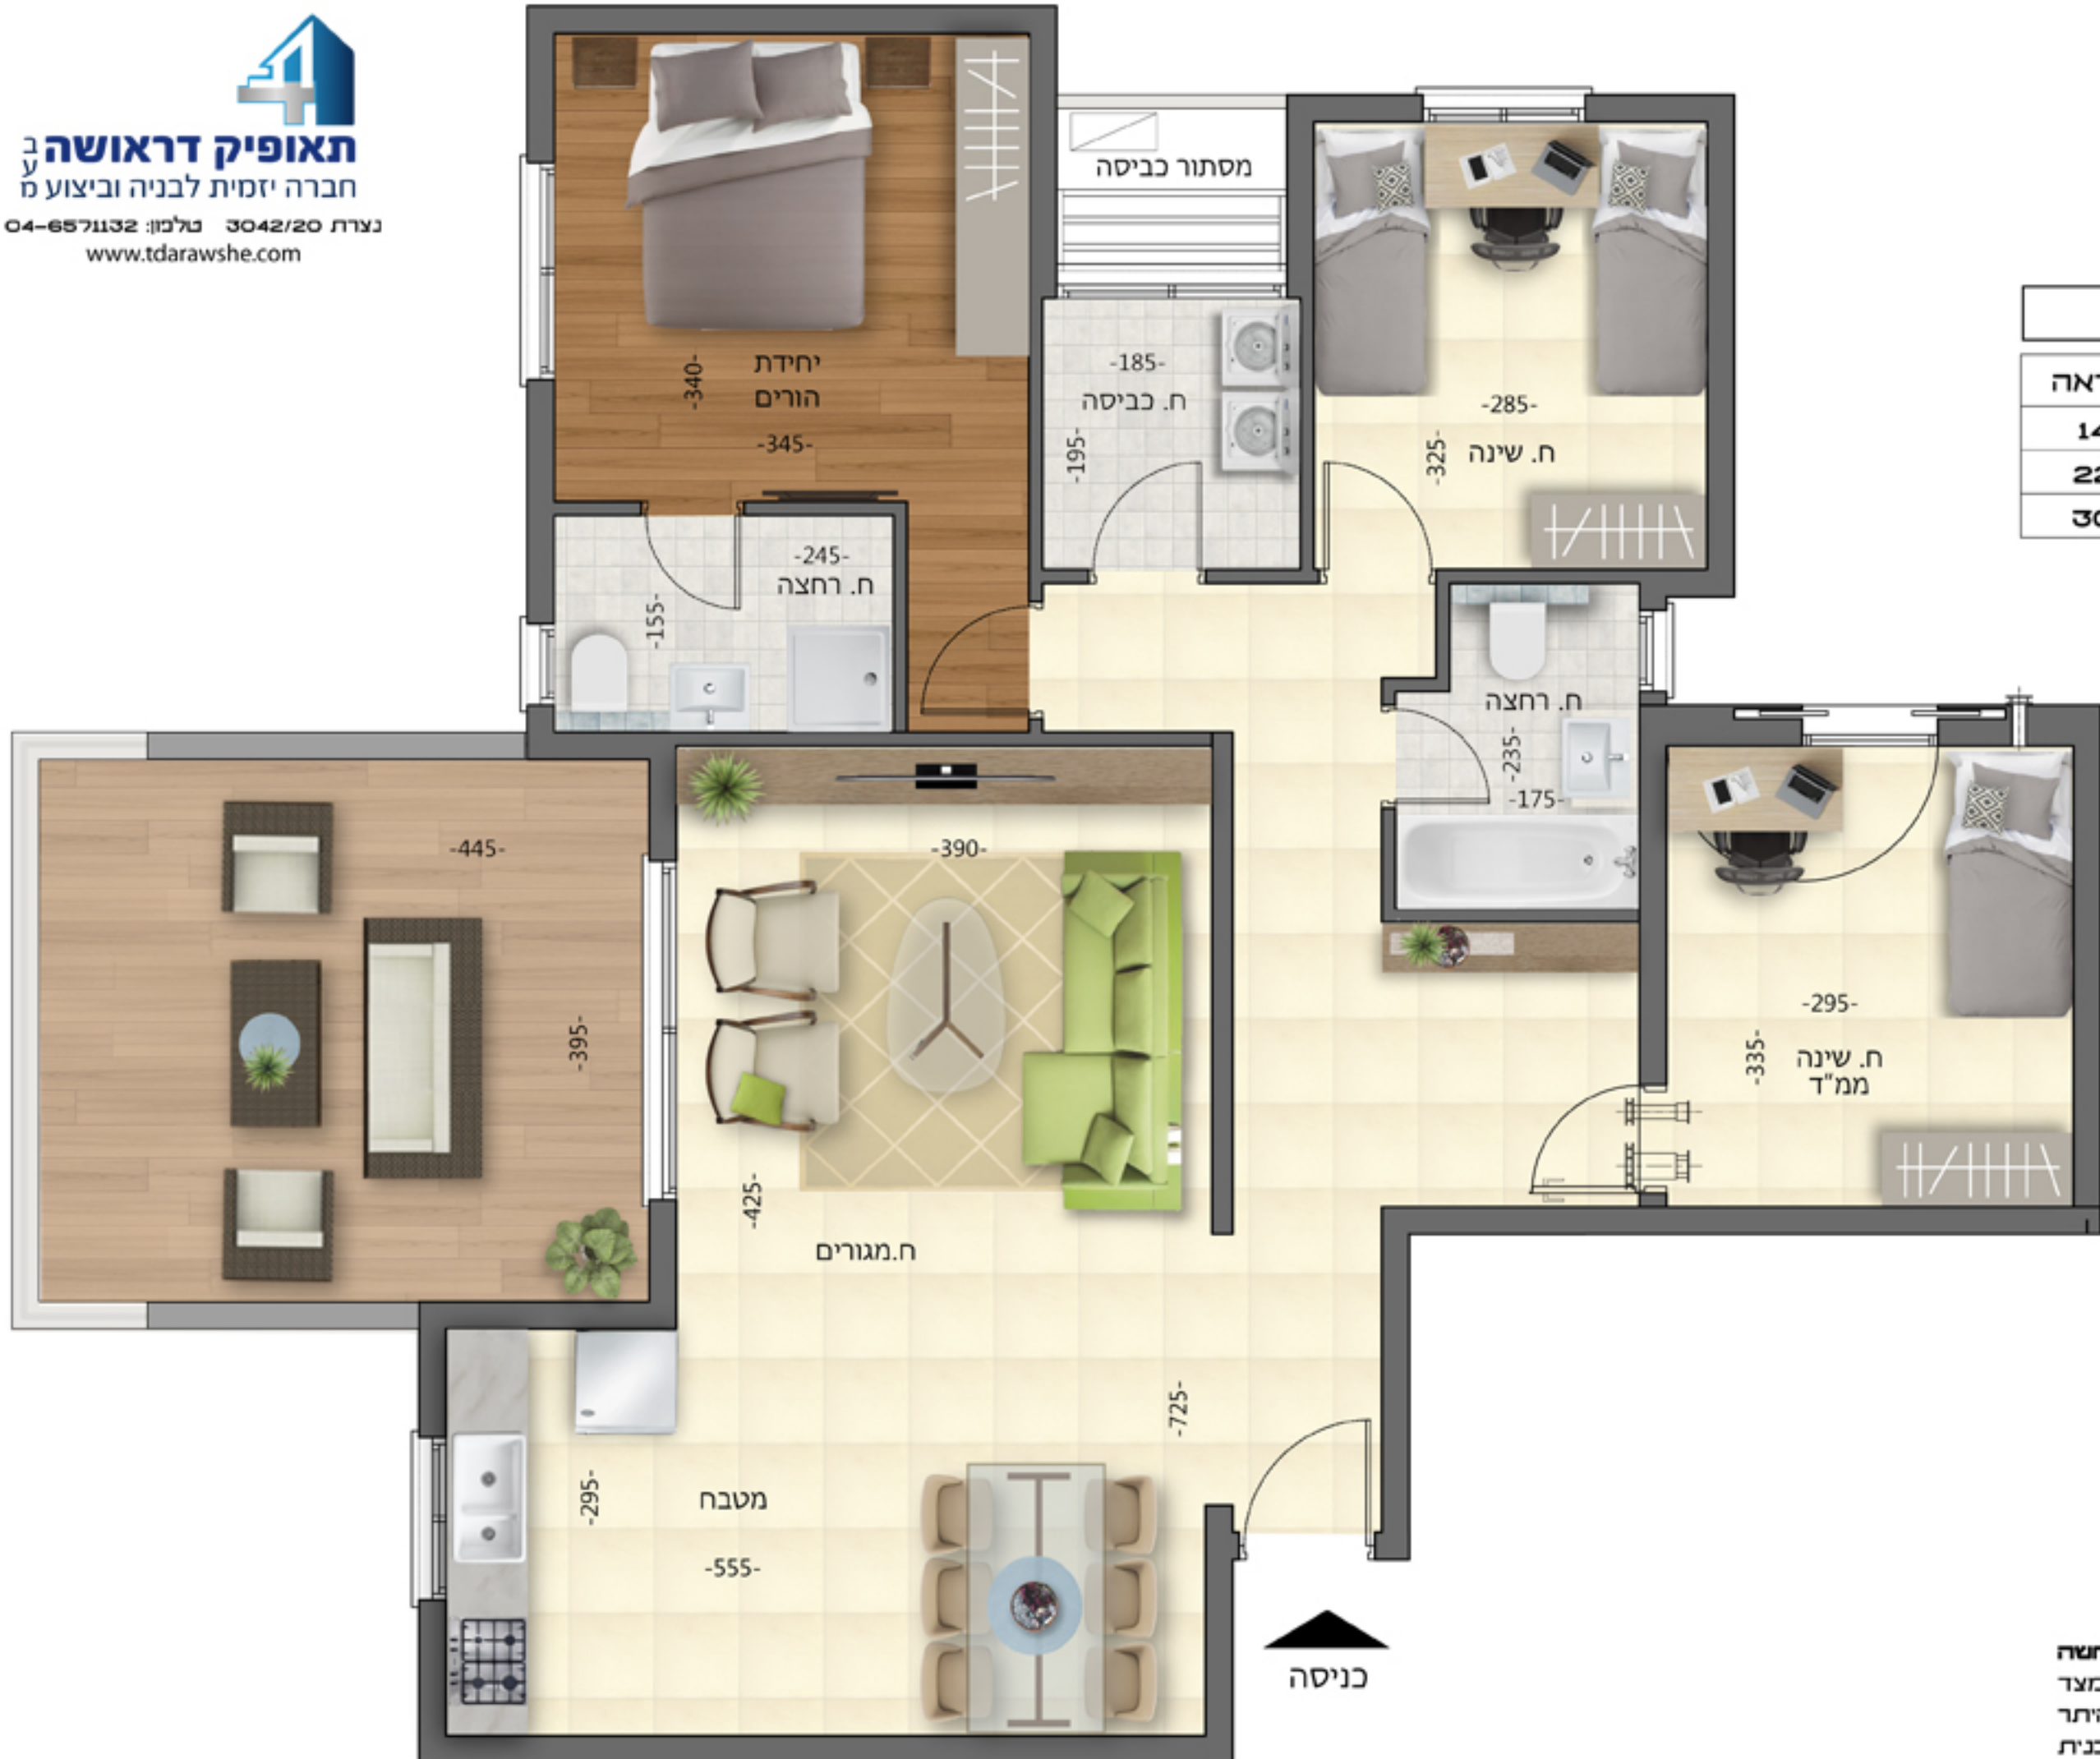 תאופיק דראושה בע"מ
חברה יזמית לבניה וביצוע
נצרת 3042/20 טלפון: 04-6571132
www.tdarawshe.com
מסתור כביסה
יחידת
הורים
-340-
-345-
-185-
ח. כביסה
-195-
-285-
ח. שינה
-325-
-245-
ח. רחצה
-155-
ח. רחצה
-235-
-175-
-445-
-395-
-390-
-425-
ח.מגורים
-295-
-335-
ח. שינה
ממ"ד
-725-
-295-
מטבח
-555-
כניסה